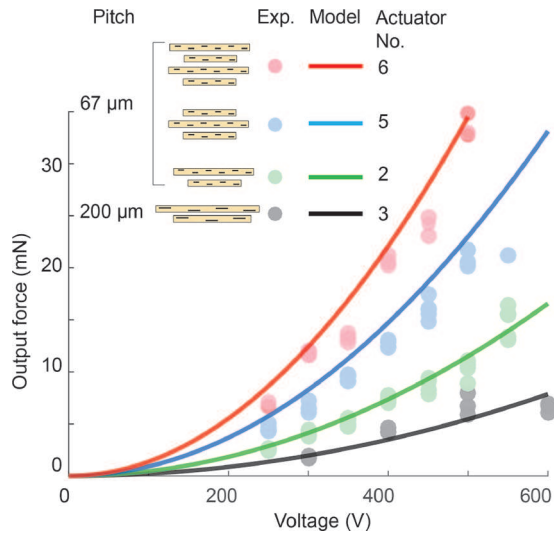 Pitch Exp. Model Actuator No.
67 µm
6
5
2
200 µm 3
Output force (mN)
30
20
10
0
0 200 400 600
Voltage (V)